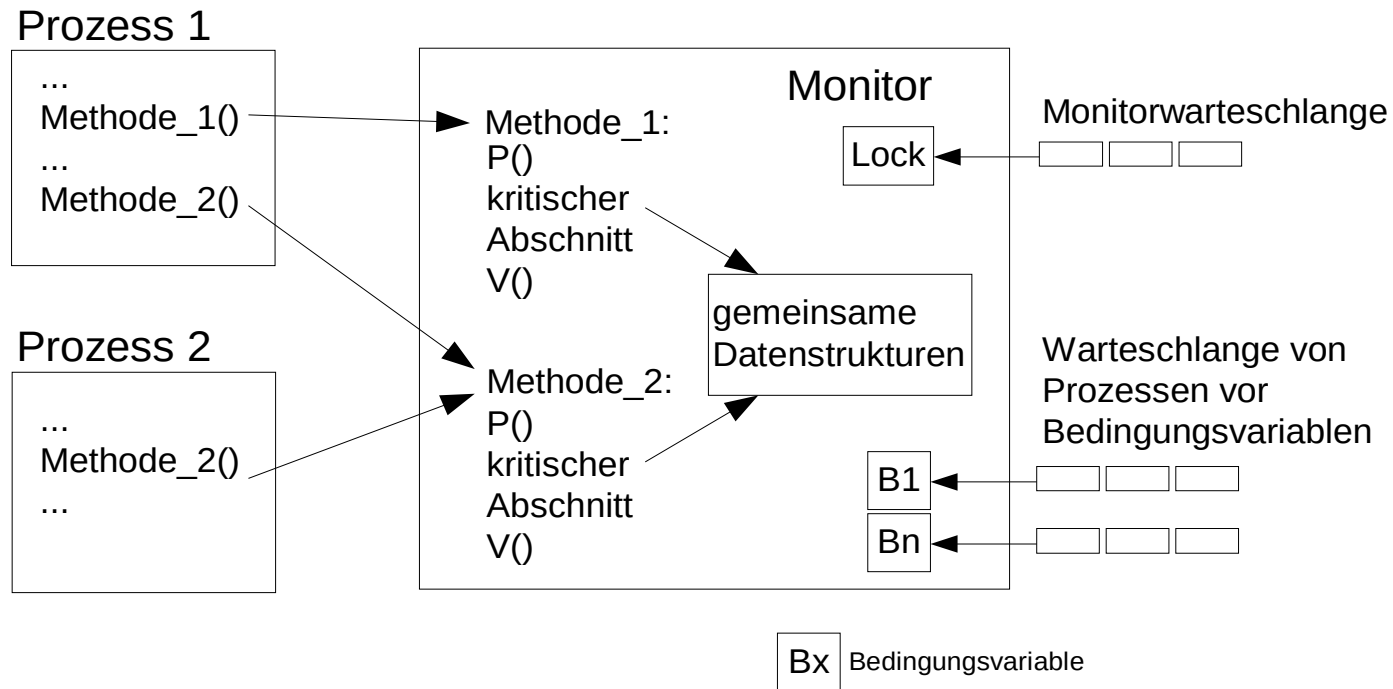 Prozess 1
...
Methode_1()
...
Methode_2()
Prozess 2
...
Methode_2()
...
Monitor
Methode_1:
P()
kritischer
Abschnitt
V()
Methode_2:
P()
kritischer
Abschnitt
V()
Lock
gemeinsame
Datenstrukturen
B1
Bn
Monitorwarteschlange
Warteschlange von
Prozessen vor
Bedingungsvariablen
Bx Bedingungsvariable